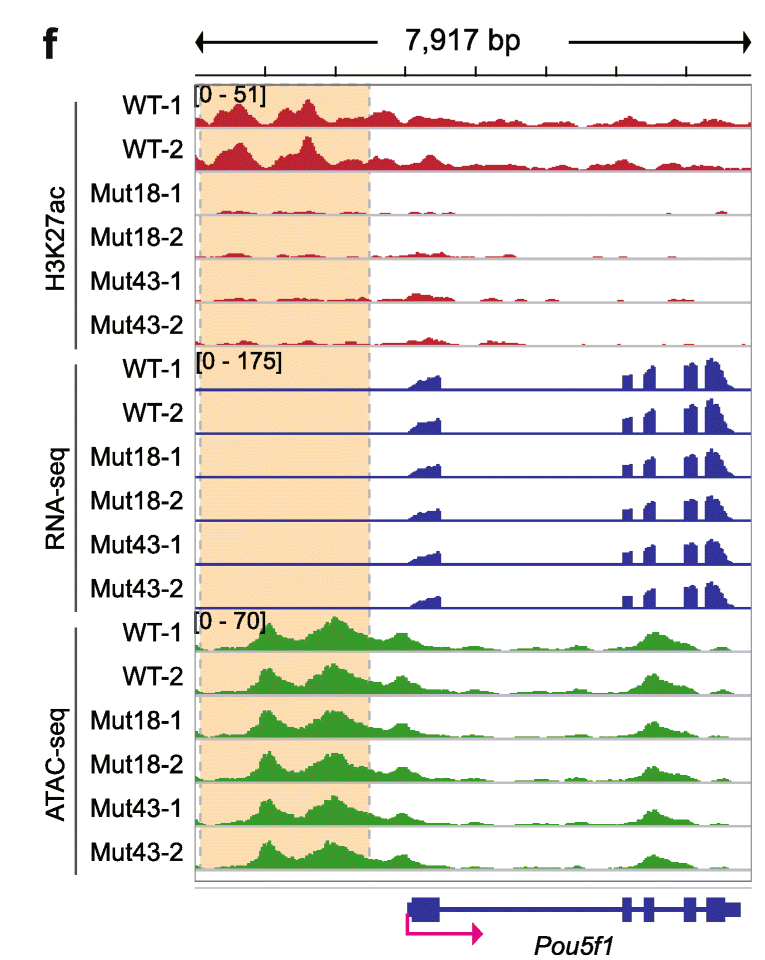 f
7,917 bp
H3K27ac
[0 - 51]
WT-1
WT-2
Mut18-1
Mut18-2
Mut43-1
Mut43-2
RNA-seq
[0 - 175]
WT-1
WT-2
Mut18-1
Mut18-2
Mut43-1
Mut43-2
ATAC-seq
[0 - 70]
WT-1
WT-2
Mut18-1
Mut18-2
Mut43-1
Mut43-2
Pou5f1